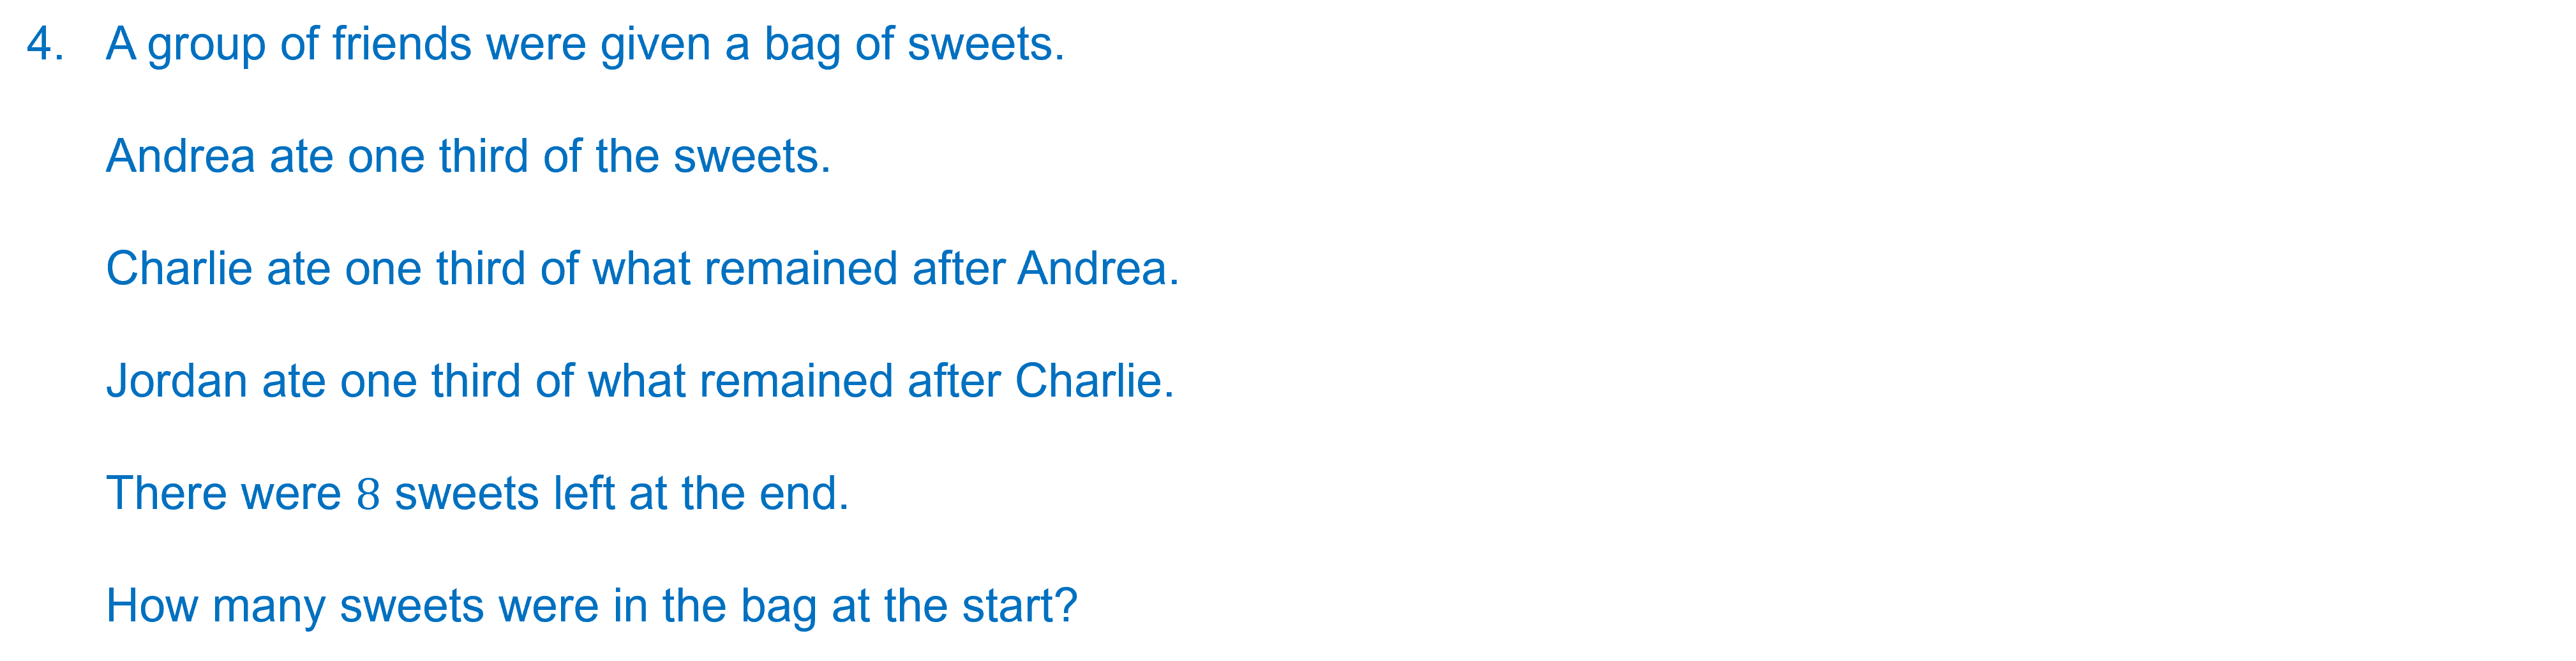 4. A group of friends were given a bag of sweets.
Andrea ate one third of the sweets.
Charlie ate one third of what remained after Andrea.
Jordan ate one third of what remained after Charlie.
There were 8 sweets left at the end.
How many sweets were in the bag at the start?